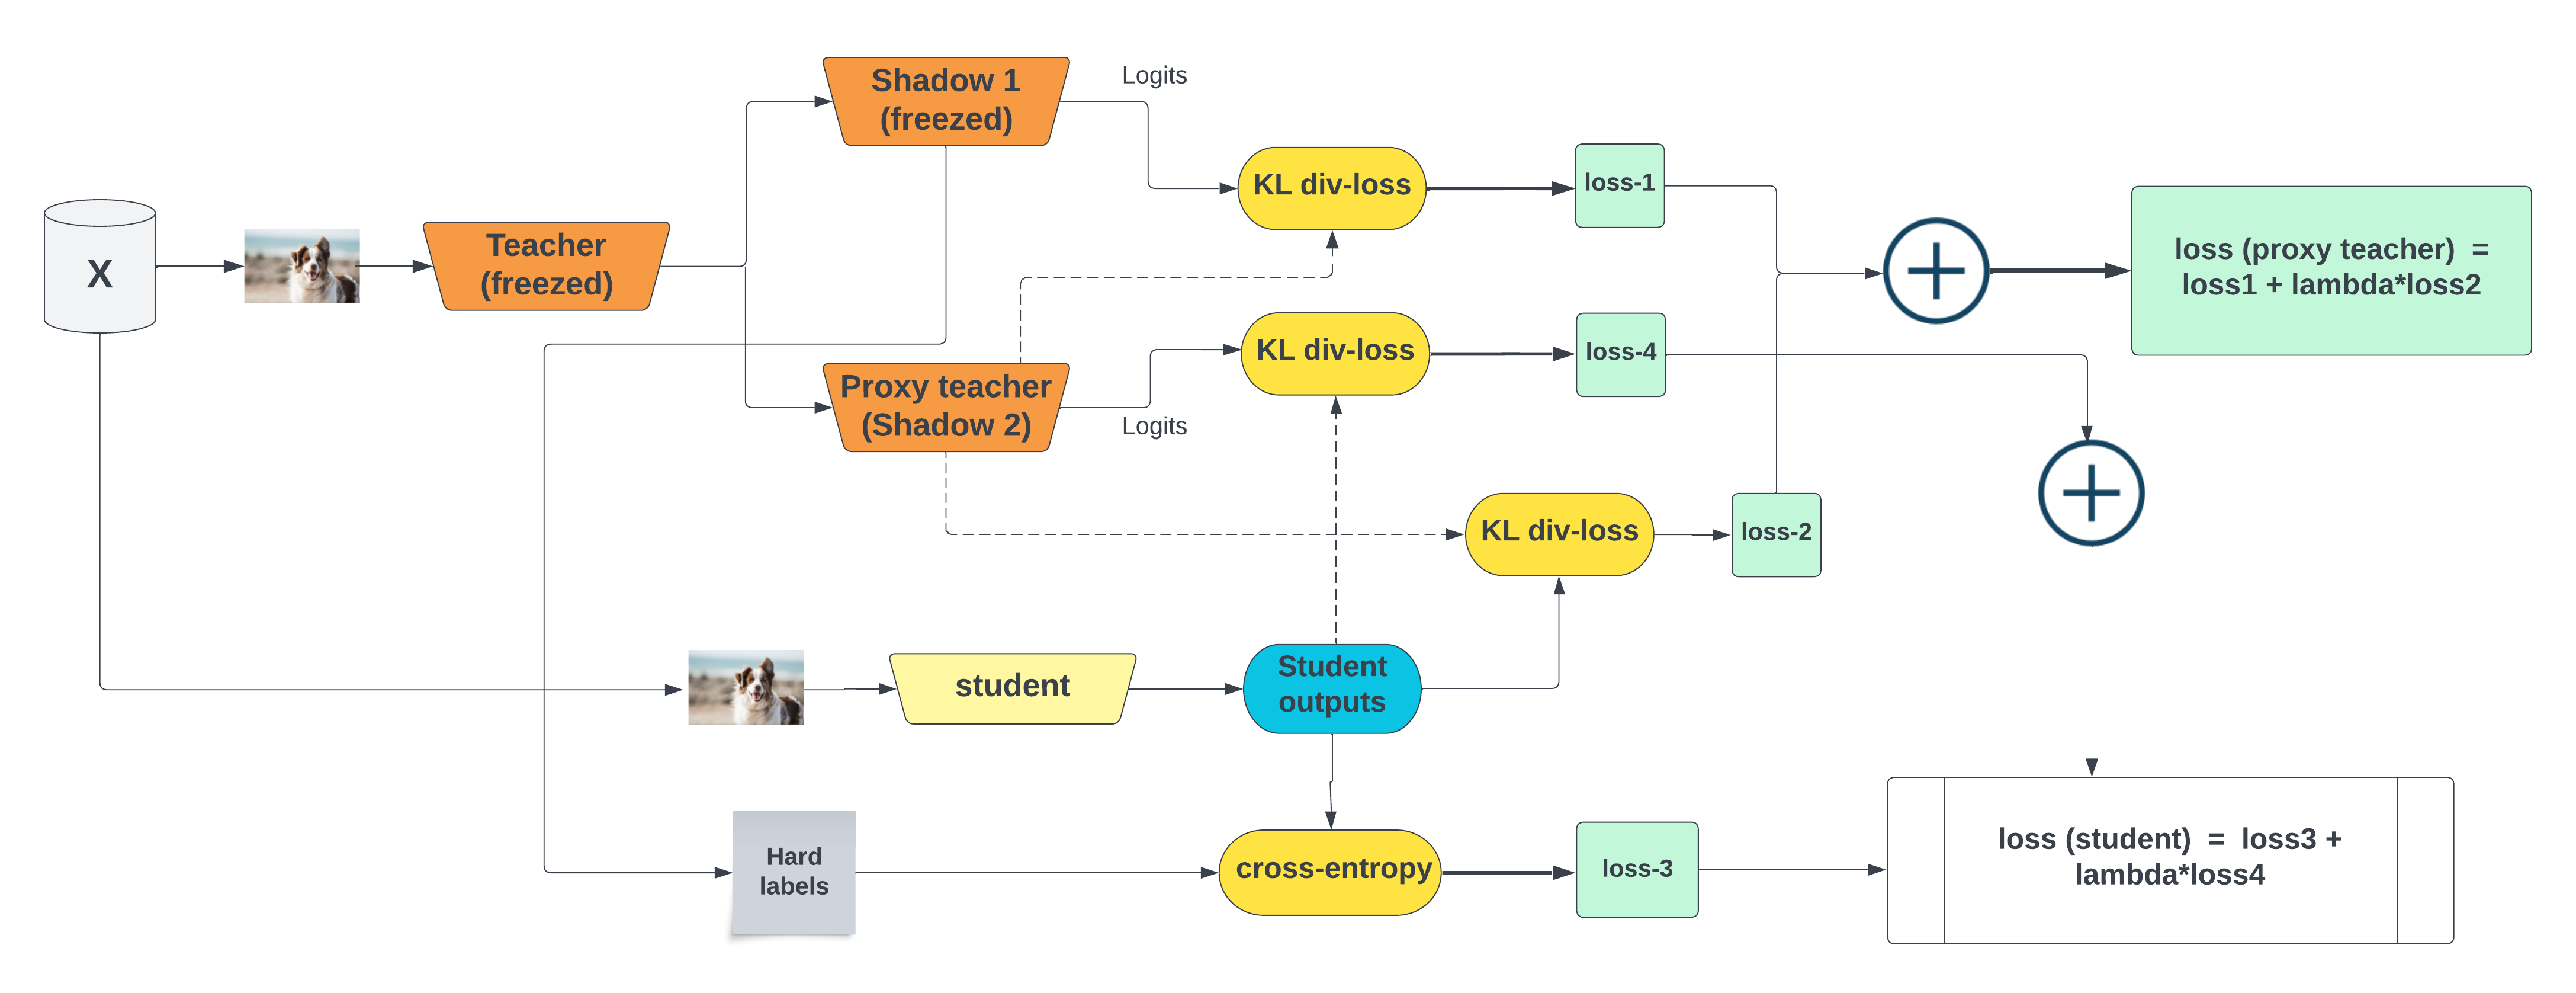 Shadow 1
(freezed)
Logits
KL div-loss
loss-1
X
Teacher
(freezed)
loss (proxy teacher)  =
loss1 + lambda*loss2
KL div-loss
loss-4
Proxy teacher
(Shadow 2)
Logits
KL div-loss
loss-2
student
Student
outputs
Hard
labels
cross-entropy
loss-3
loss (student)  =  loss3 +
lambda*loss4